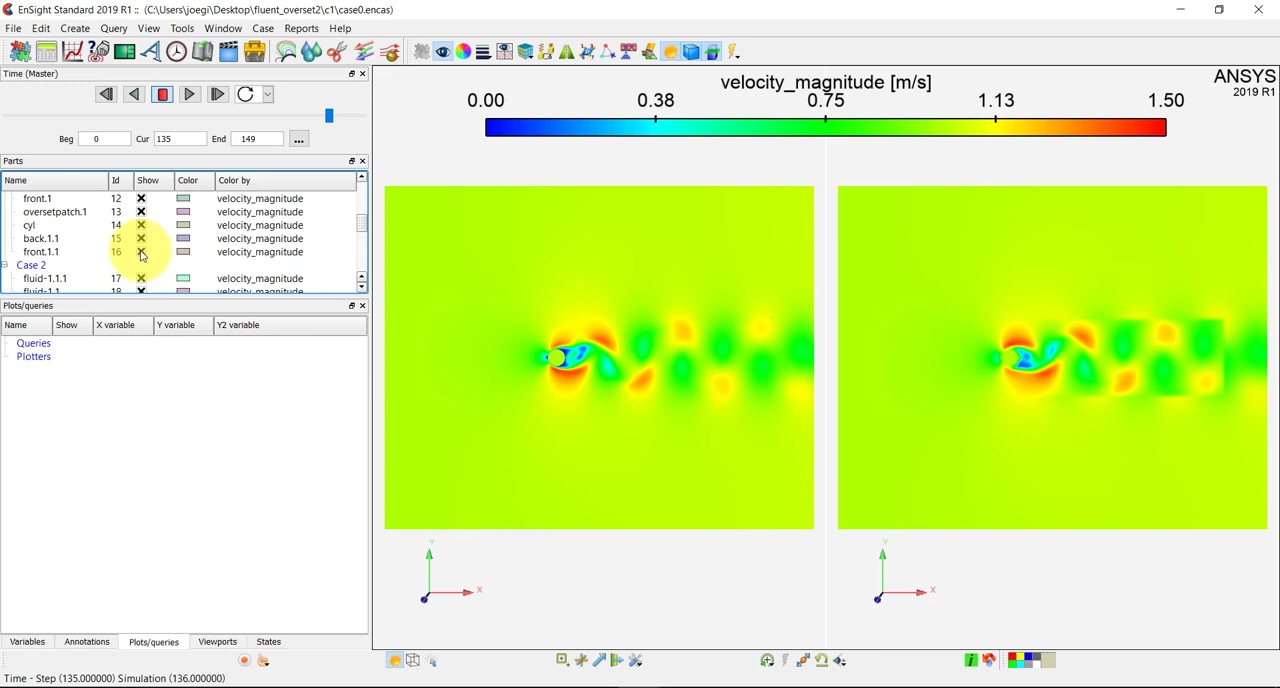 EnSight Standard 2019 R1 :: (C:\Users\joegi\Desktop\fluent_overset2\c1\case0.encas)
File Edit Create Query View Tools Window Case Reports Help
Time (Master)
Beg 0 Cur 135 End 149 ...
Parts
Name Id Show Color Color by
front.1 12 velocity_magnitude
oversetpatch.1 13 velocity_magnitude
cyl 14 velocity_magnitude
back.1.1 15 velocity_magnitude
front.1.1 16 velocity_magnitude
Case 2
fluid-1.1.1 17 velocity_magnitude
fluid-1.1 18 velocity_magnitude
Plots/queries
Name Show X variable Y variable Y2 variable
Queries
Plotters
Variables Annotations Plots/queries Viewports States
Time - Step (135.000000) Simulation (136.000000)
velocity_magnitude [m/s]
0.00 0.38 0.75 1.13 1.50
ANSYS
2019 R1
Y X
Y X